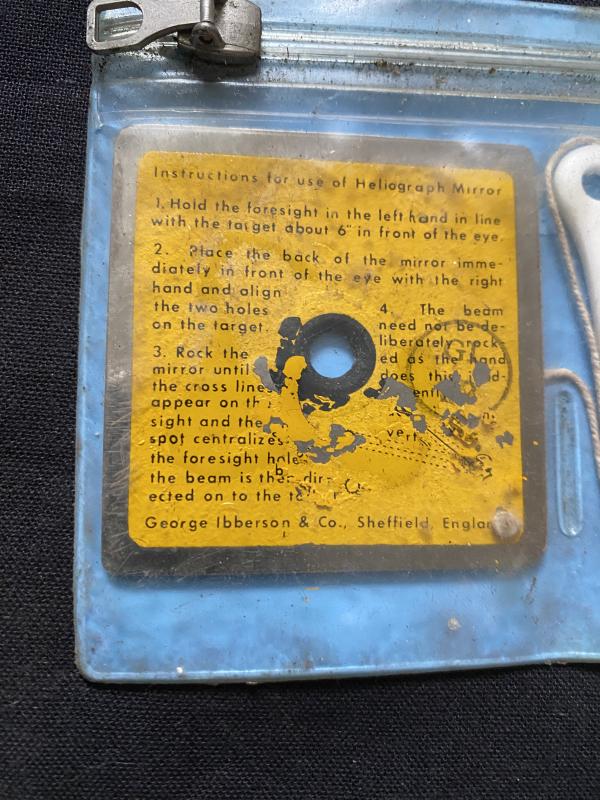 Instructions for use of Heliograph Mirror
1. Hold the foresight in the left hand in line
with the target about 6" in front of the eye.
2. Place the back of the mirror imme-
diately in front of the eye with the right
hand and align
the two holes
on the target.
3. Rock the
mirror until
the cross lines
appear on th
sight and the
spot centralizes
the foresight hole
the beam is then dir-
ected on to the
4. The beam
need not be de-
liberately rock-
ed as the hand
does this
vert
George Ibberson & Co., Sheffield, Englan